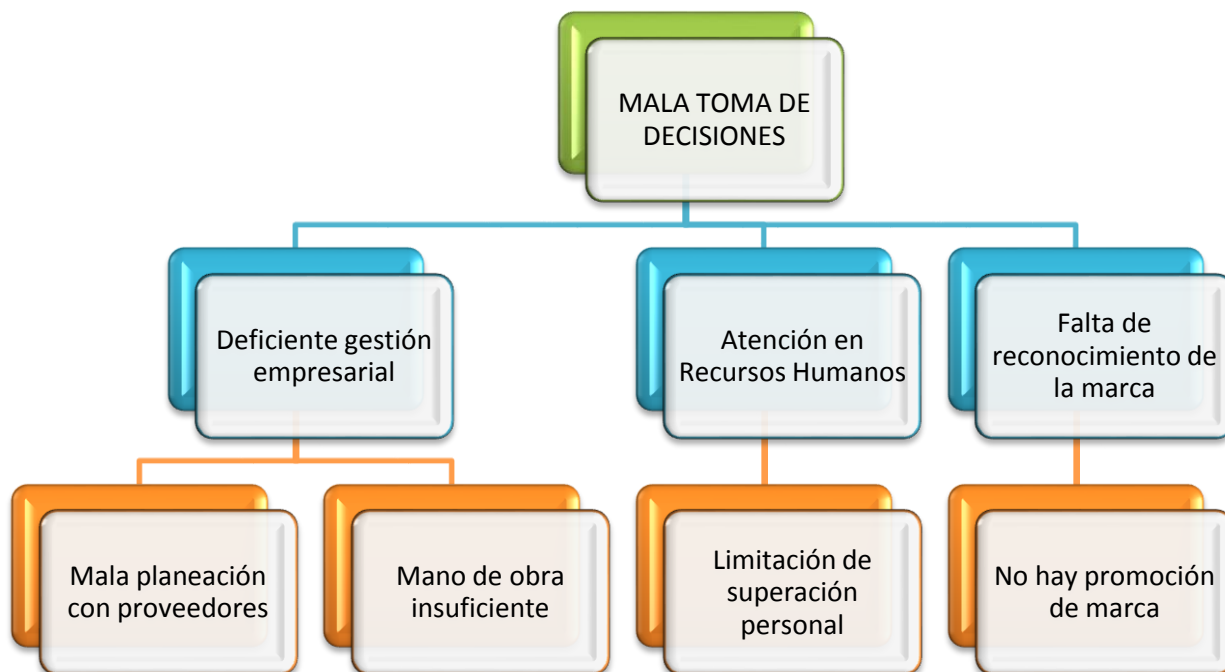 MALA TOMA DE
DECISIONES
Deficiente gestión
empresarial
Atención en
Recursos Humanos
Falta de
reconocimiento de
la marca
Mala planeación
con proveedores
Mano de obra
insuficiente
Limitación de
superación
personal
No hay promoción
de marca